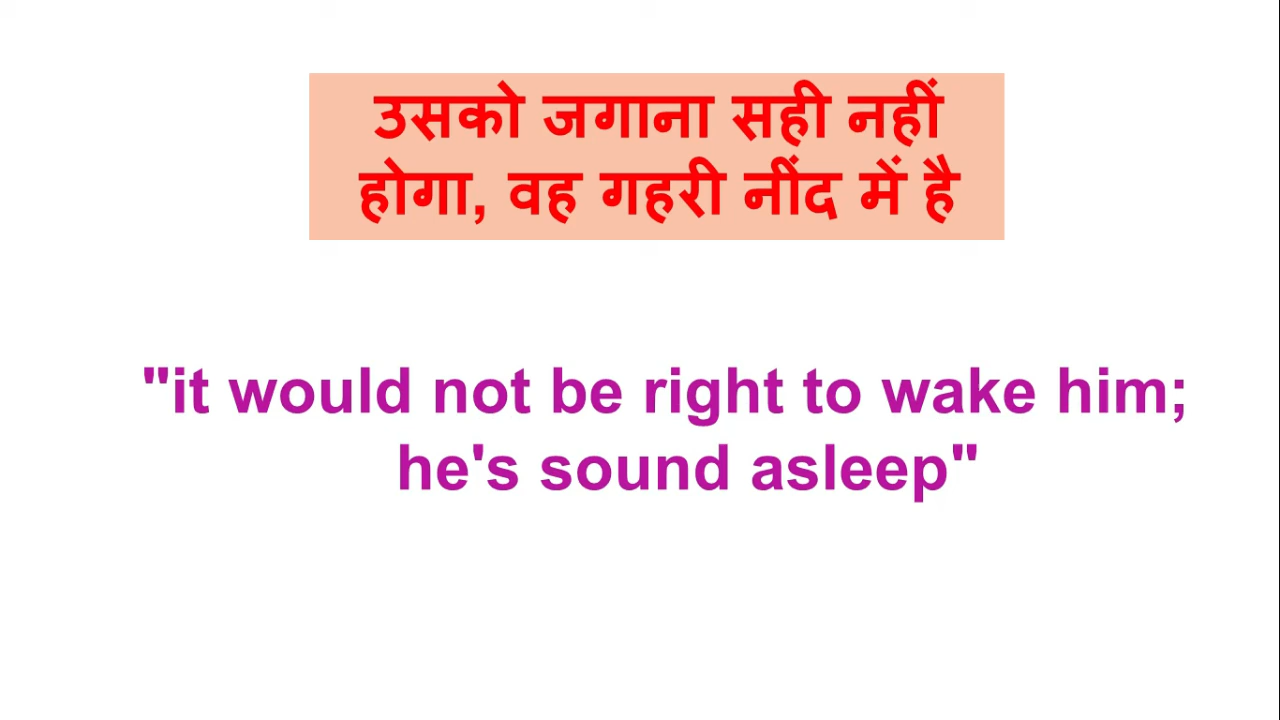 उसको जगाना सही नहीं
होगा, वह गहरी नींद में है
"it would not be right to wake him;
he's sound asleep"